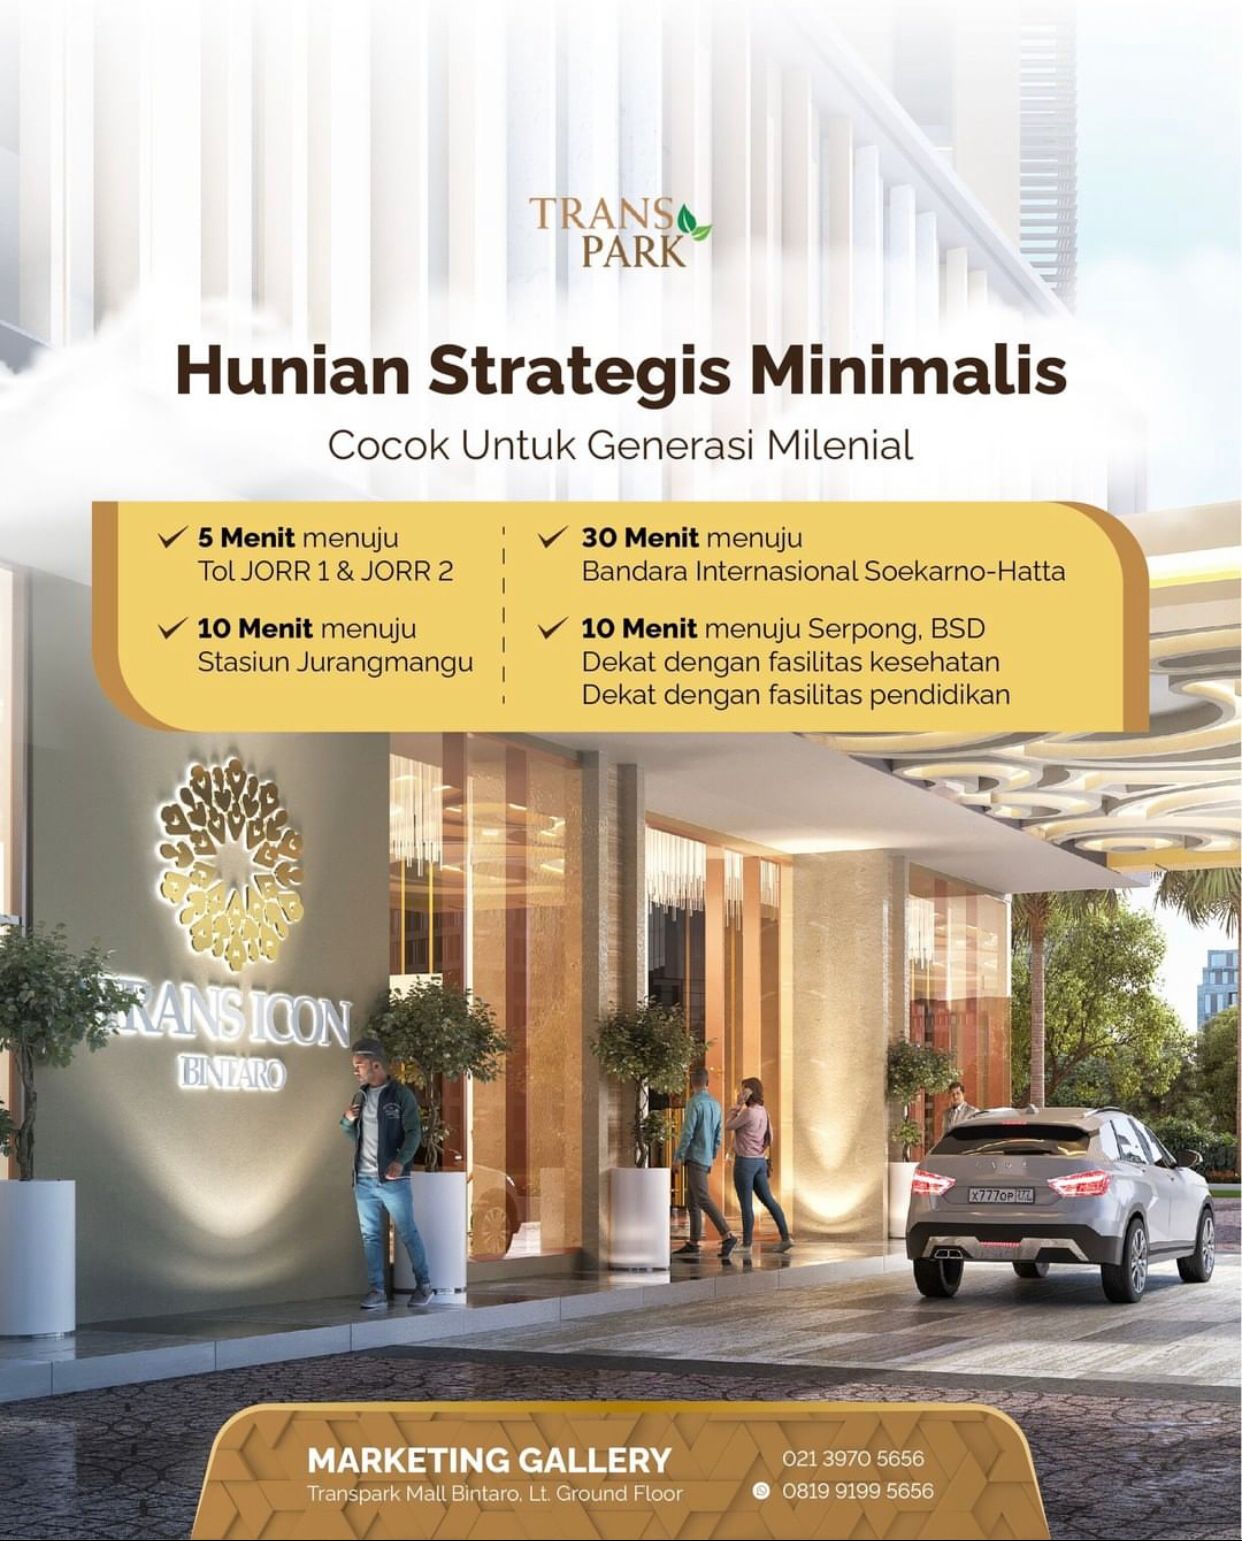 TRANS
PARK
Hunian Strategis Minimalis
Cocok Untuk Generasi Milenial
5 Menit menuju
Tol JORR 1 & JORR 2
10 Menit menuju
Stasiun Jurangmangu
30 Menit menuju
Bandara Internasional Soekarno-Hatta
10 Menit menuju Serpong, BSD
Dekat dengan fasilitas kesehatan
Dekat dengan fasilitas pendidikan
TRANS ICON
BINTARO
X777OP
MARKETING GALLERY
Transpark Mall Bintaro, Lt. Ground Floor
021 3970 5656
0819 9199 5656